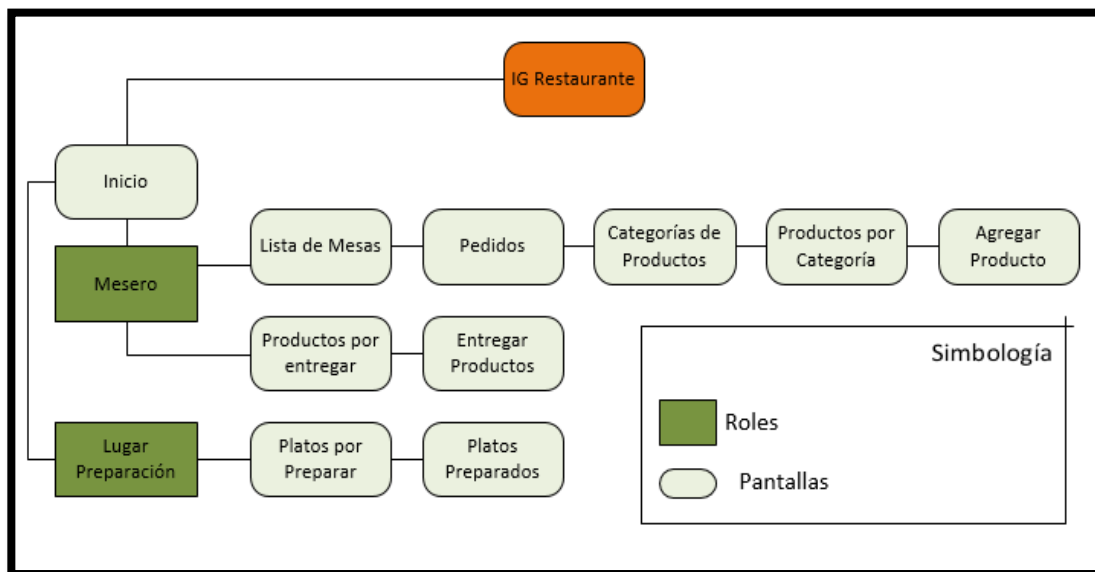 IG Restaurante
Inicio
Mesero
Lista de Mesas
Pedidos
Categorías de
Productos
Productos por
Categoría
Agregar
Producto
Productos por
entregar
Entregar
Productos
Lugar
Preparación
Platos por
Preparar
Platos
Preparados
Simbología
Roles
Pantallas